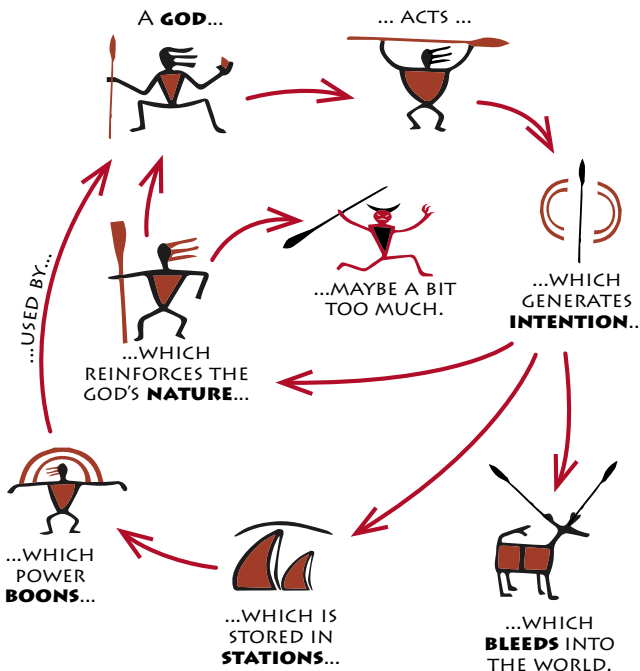 A GOD...
... ACTS ...
...WHICH
GENERATES
INTENTION..
...MAYBE A BIT
TOO MUCH.
...WHICH
REINFORCES THE
GOD'S NATURE...
...USED BY...
...WHICH
POWER
BOONS...
...WHICH IS
STORED IN
STATIONS...
...WHICH
BLEEDS INTO
THE WORLD.